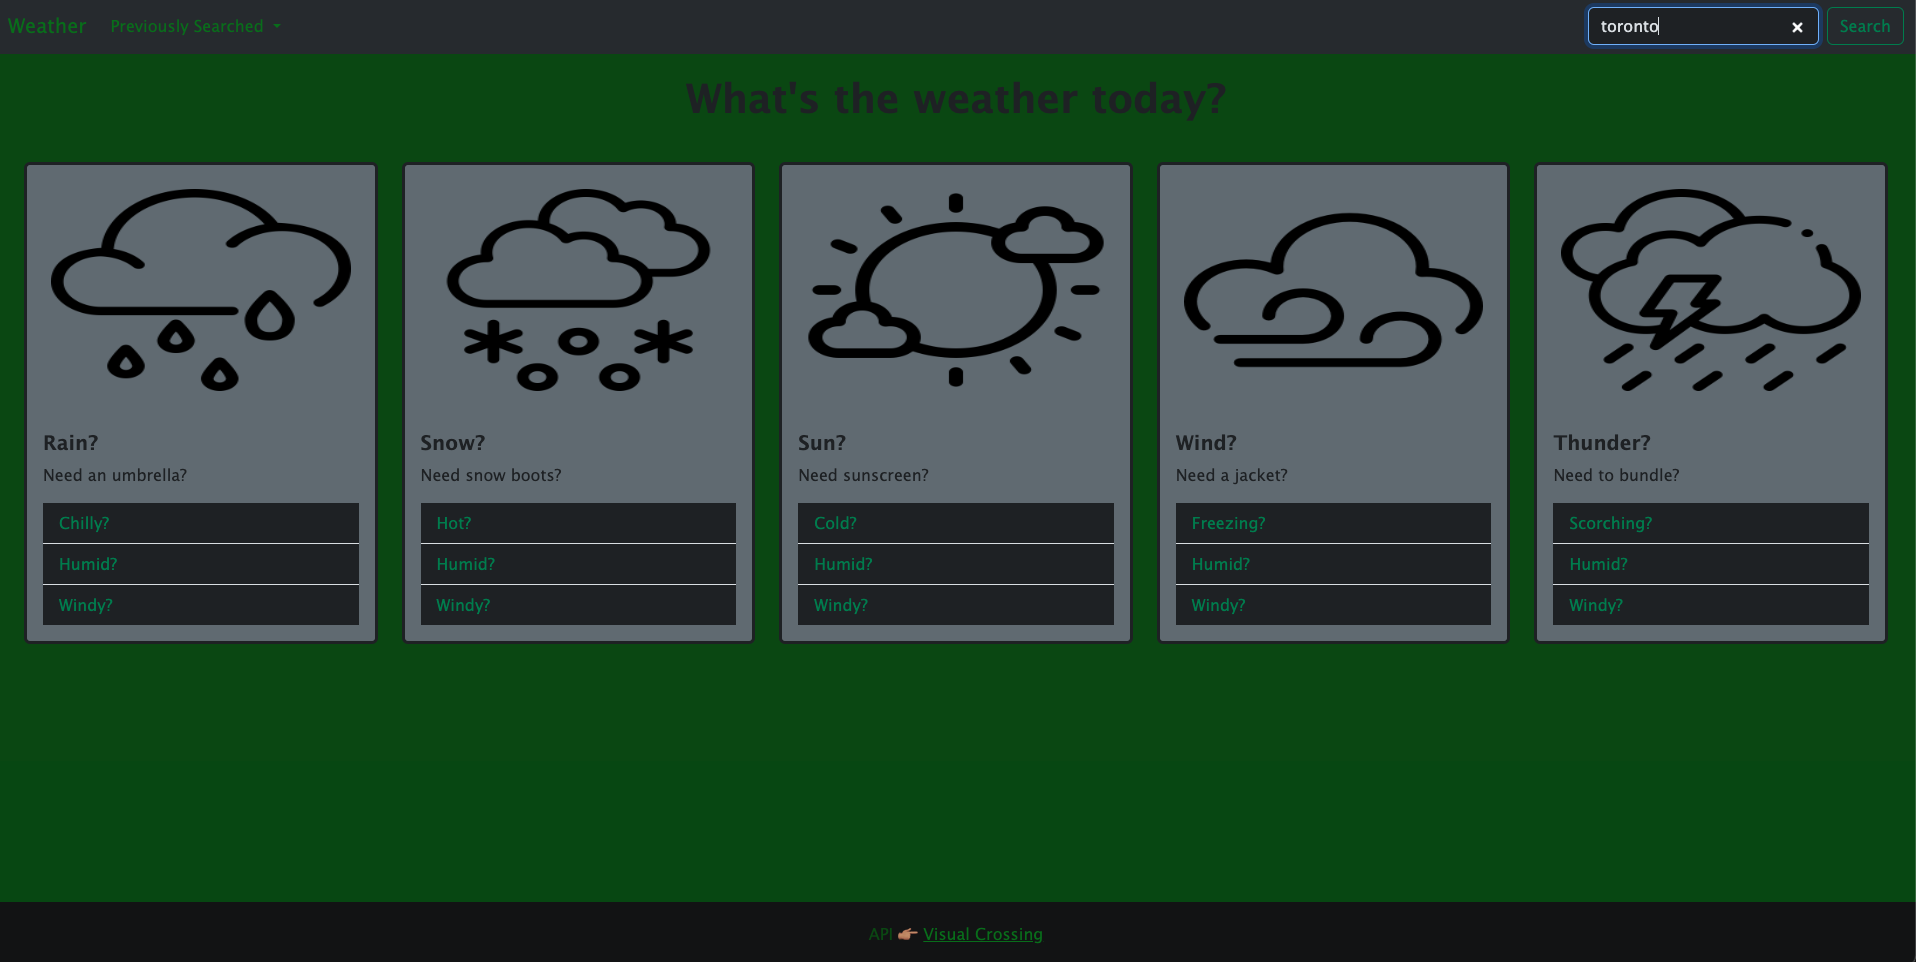 Weather Previously Searched toronto Search
What's the weather today?
Rain?
Need an umbrella?
Chilly?
Humid?
Windy?
Snow?
Need snow boots?
Hot?
Humid?
Windy?
Sun?
Need sunscreen?
Cold?
Humid?
Windy?
Wind?
Need a jacket?
Freezing?
Humid?
Windy?
Thunder?
Need to bundle?
Scorching?
Humid?
Windy?
API 👉🏽 Visual Crossing